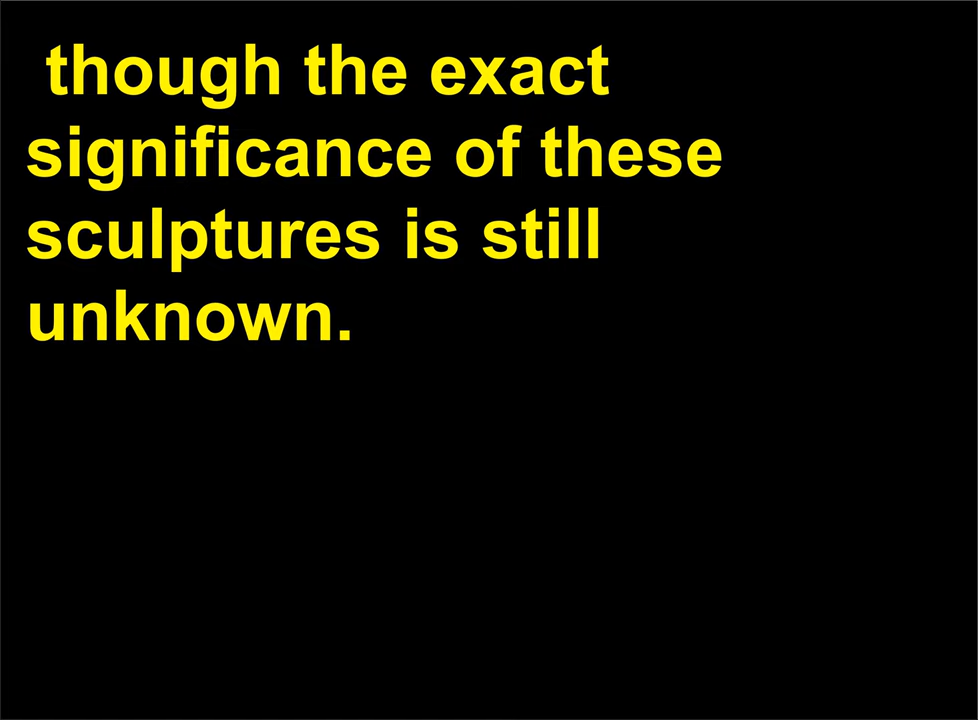 though the exact
significance of these
sculptures is still
unknown.